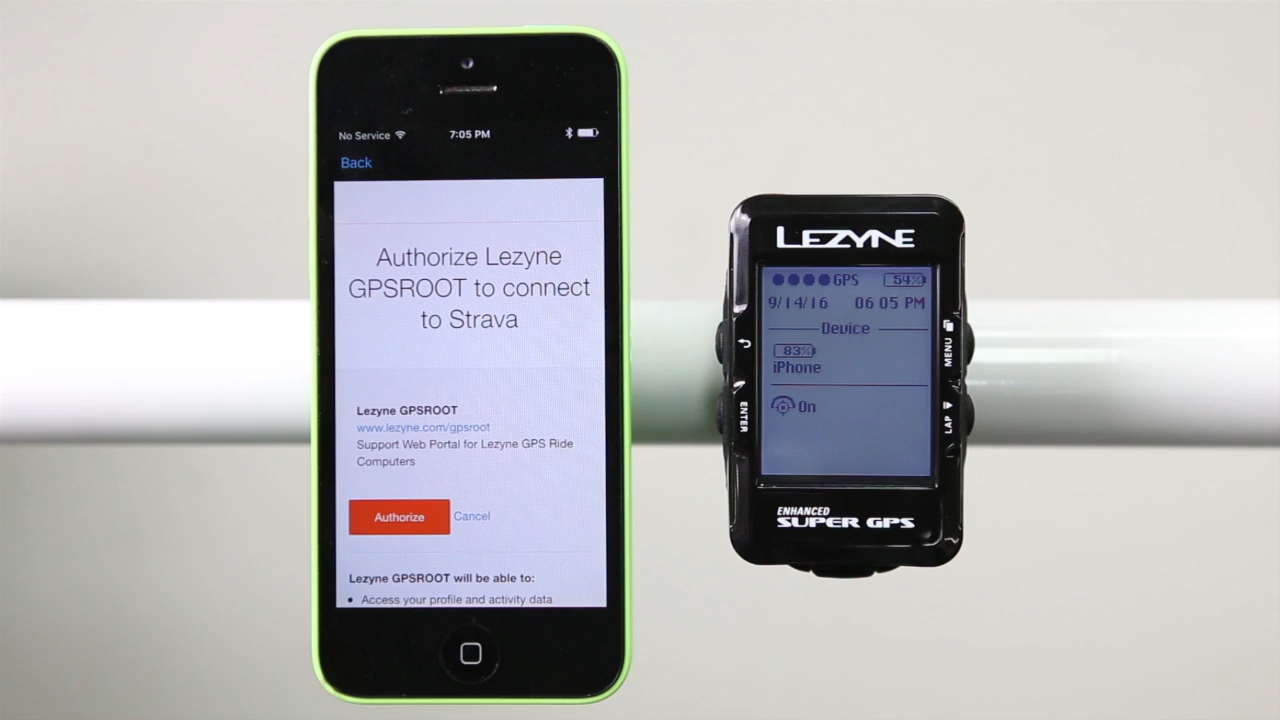 No Service 7:05 PM
Back
Authorize Lezyne
GPSROOT to connect
to Strava
Lezyne GPSROOT
www.lezyne.com/gpsroot
Support Web Portal for Lezyne GPS Ride
Computers
Authorize Cancel
Lezyne GPSROOT will be able to:
• Access your profile and activity data
LEZYNE
GPS 54%
9/14/16 06 05 PM
Device
83%
iPhone
On
ENTER
MENU
LAP
ENHANCED
SUPER GPS